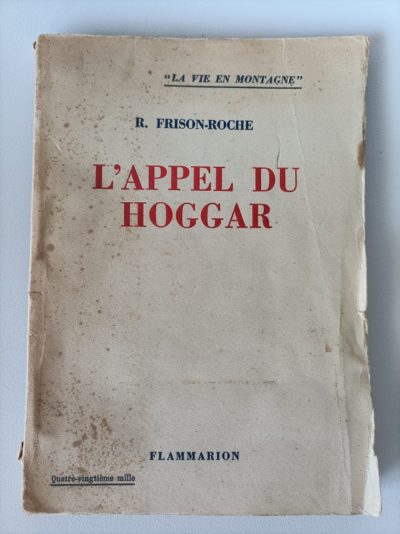 "LA VIE EN MONTAGNE"
R. FRISON-ROCHE
L'APPEL DU
HOGGAR
FLAMMARION
Quatre-vingtième mille